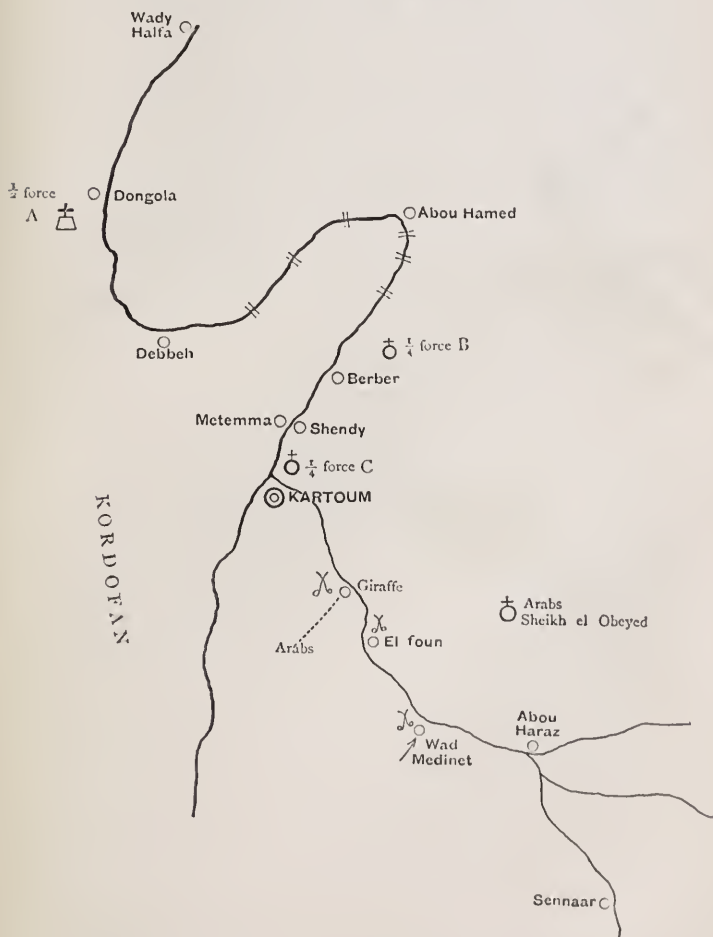 Wady
Halfa
½ force
A
Dongola
Abou Hamed
Debbeh
¼ force B
Berber
Metemma
Shendy
¼ force C
KARTOUM
KORDOFAN
Giraffe
Arabs
El foun
Arabs
Sheikh el Obeyed
Wad
Medinet
Abou
Haraz
Sennaar